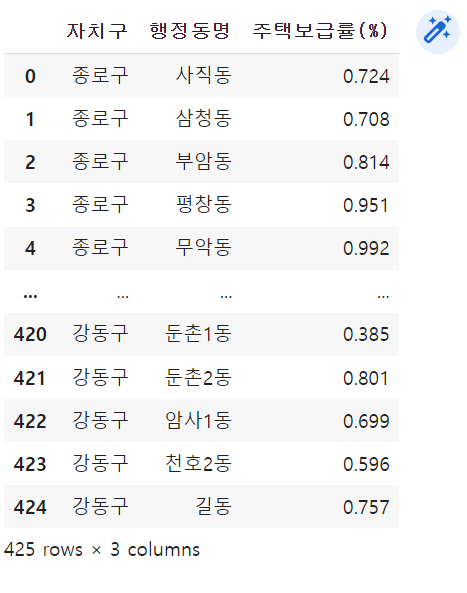 자치구 행정동명 주택보급률(%)
0 종로구 사직동 0.724
1 종로구 삼청동 0.708
2 종로구 부암동 0.814
3 종로구 평창동 0.951
4 종로구 무악동 0.992
... ... ... ...
420 강동구 둔촌1동 0.385
421 강동구 둔촌2동 0.801
422 강동구 암사1동 0.699
423 강동구 천호2동 0.596
424 강동구 길동 0.757
425 rows × 3 columns